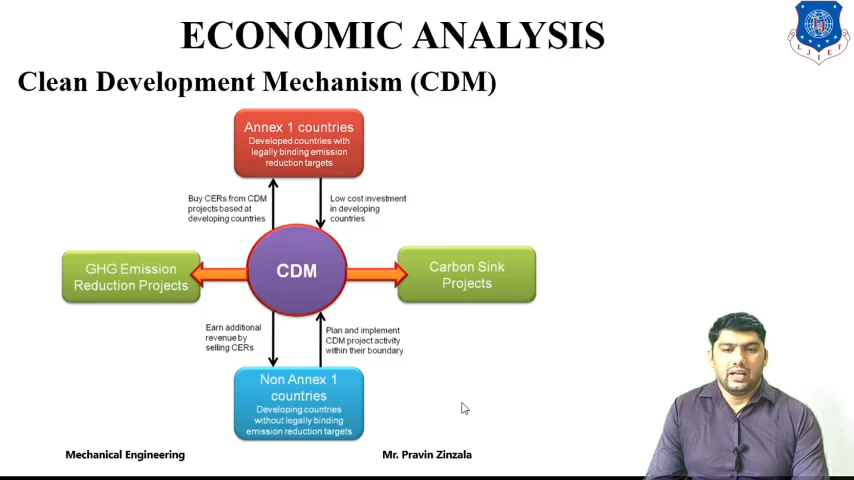 ECONOMIC ANALYSIS
Clean Development Mechanism (CDM)
LJIET
Annex 1 countries
Developed countries with
legally binding emission
reduction targets
Buy CERs from CDM
projects based at
developing countries
Low cost investment
in developing
countries
GHG Emission
Reduction Projects
CDM
Carbon Sink
Projects
Earn additional
revenue by
selling CERs
Plan and implement
CDM project activity
within their boundary
Non Annex 1
countries
Developing countries
without legally binding
emission reduction targets
Mechanical Engineering
Mr. Pravin Zinzala